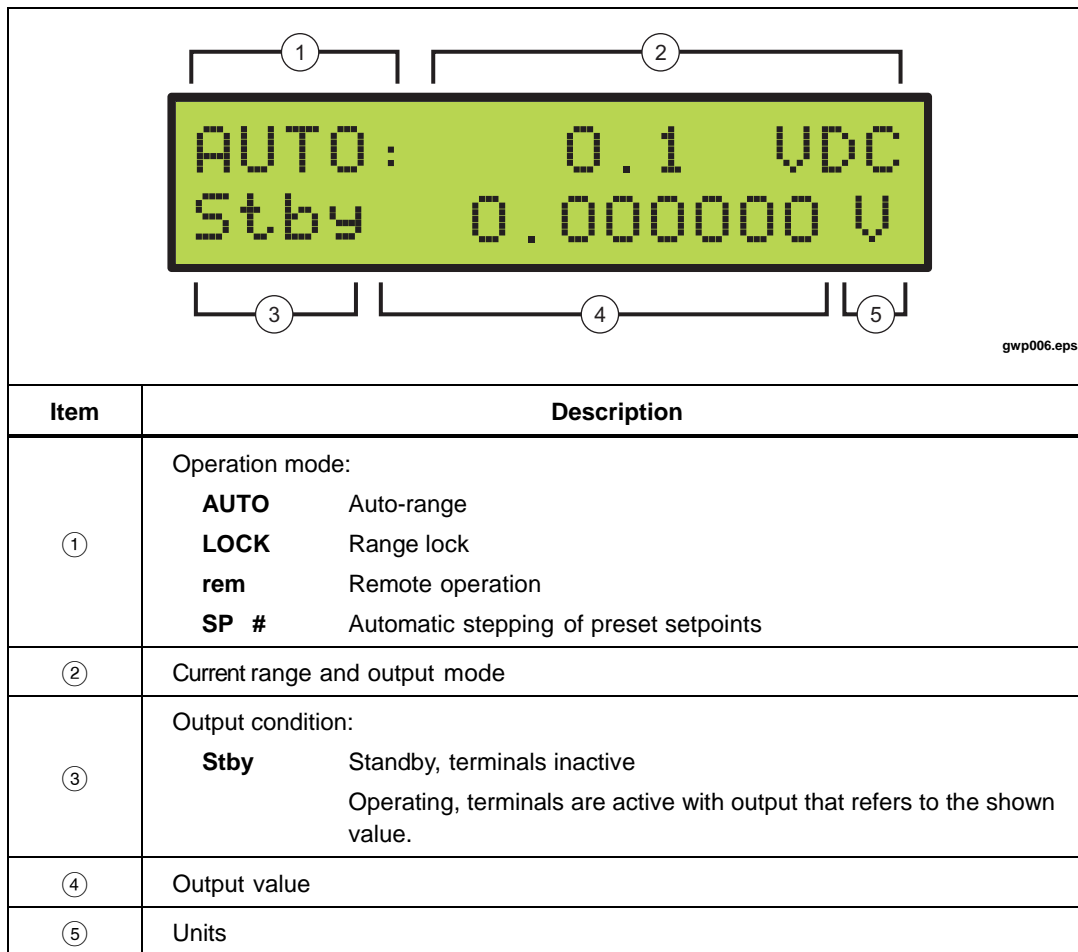 1 2
AUTO: 0.1 VDC
Stby 0.000000 V
3 4 5
gwp006.eps
Item Description
1 Operation mode:
AUTO Auto-range
LOCK Range lock
rem Remote operation
SP # Automatic stepping of preset setpoints
2 Current range and output mode
3 Output condition:
Stby Standby, terminals inactive
Operating, terminals are active with output that refers to the shown
value.
4 Output value
5 Units